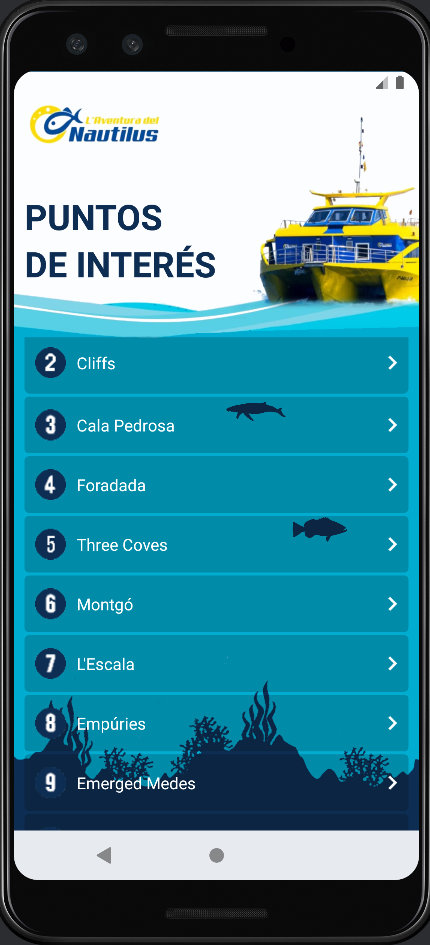 L'Aventura del
Nautilus
PUNTOS
DE INTERÉS
2 Cliffs
3 Cala Pedrosa
4 Foradada
5 Three Coves
6 Montgó
7 L'Escala
8 Empúries
9 Emerged Medes